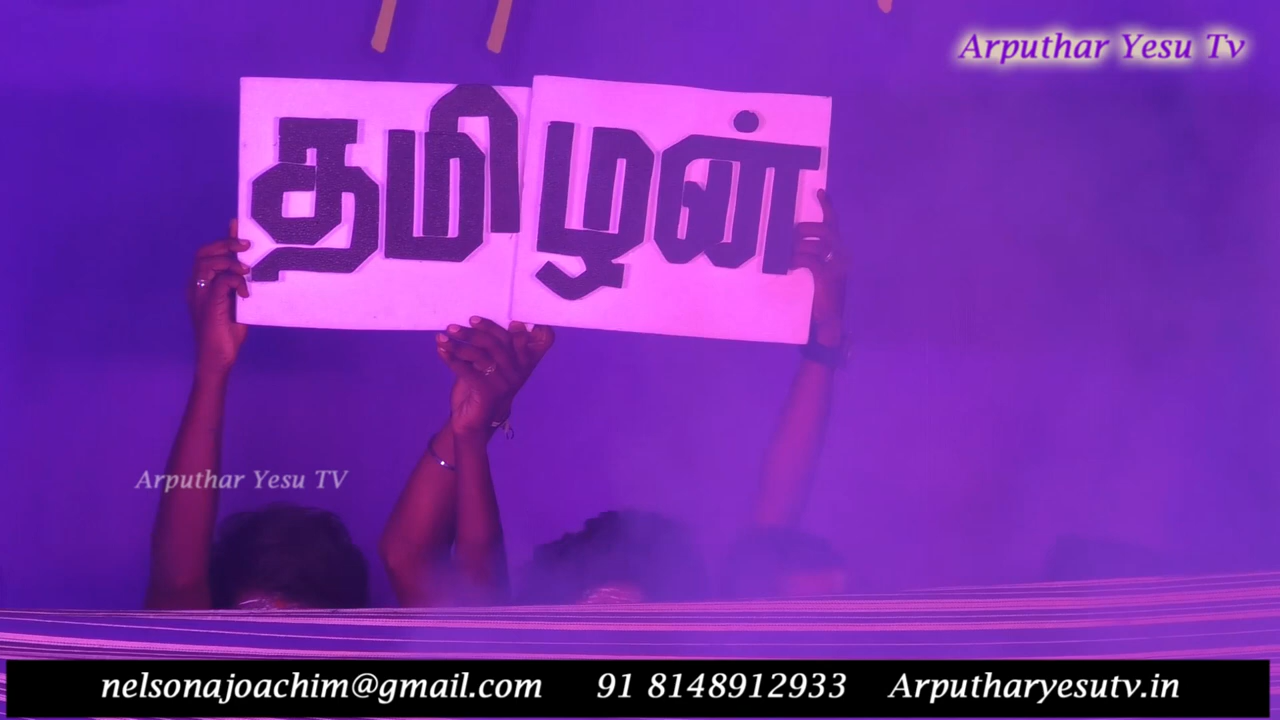 Arputhar Yesu Tv
தமிழன்
Arputhar Yesu TV
nelsonajoachim@gmail.com 91 8148912933 Arputharyesutv.in